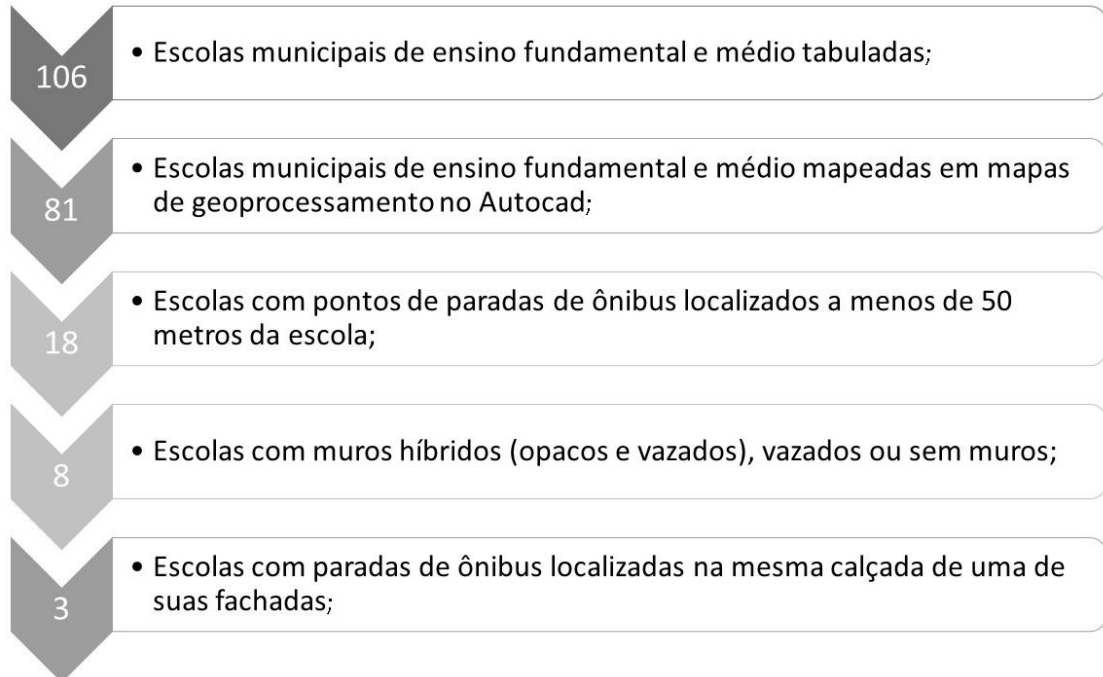 106
• Escolas municipais de ensino fundamental e médio tabuladas;
81
• Escolas municipais de ensino fundamental e médio mapeadas em mapas
de geoprocessamento no Autocad;
18
• Escolas com pontos de paradas de ônibus localizados a menos de 50
metros da escola;
8
• Escolas com muros híbridos (opacos e vazados), vazados ou sem muros;
3
• Escolas com paradas de ônibus localizadas na mesma calçada de uma de
suas fachadas;